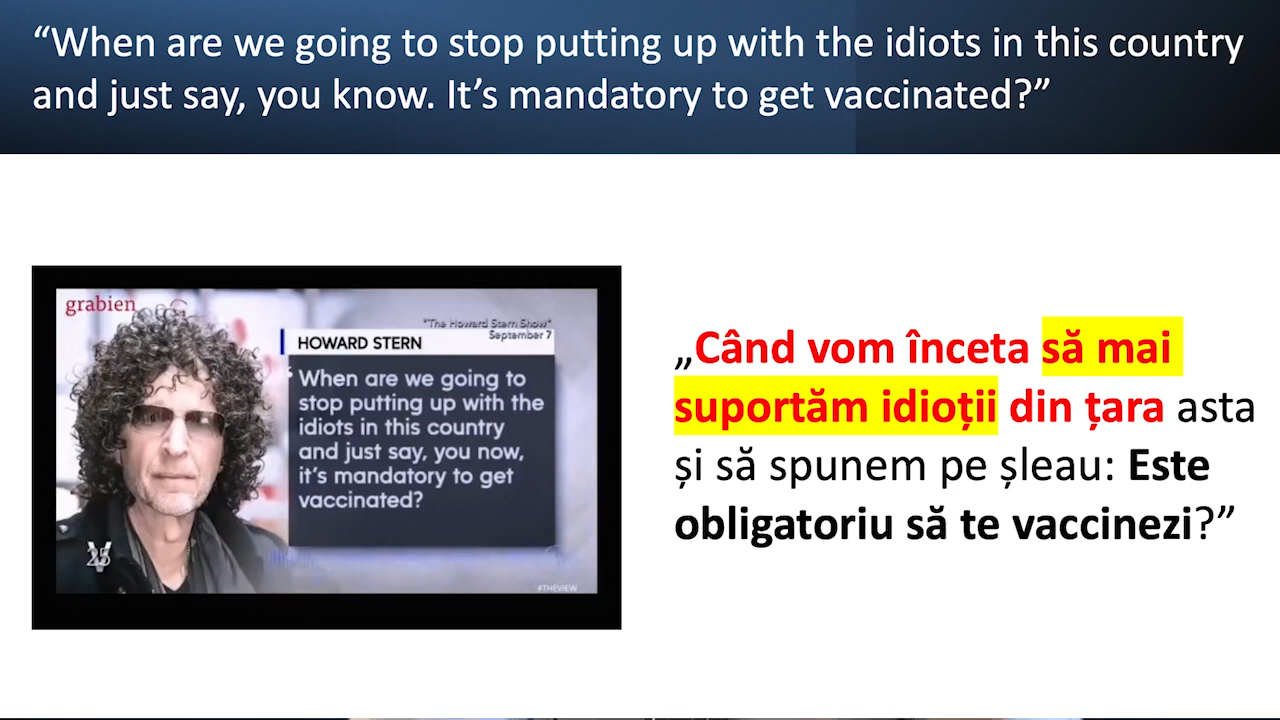 “When are we going to stop putting up with the idiots in this country
and just say, you know. It’s mandatory to get vaccinated?”
grabien
"The Howard Stern Show"
September 7
HOWARD STERN
“When are we going to
stop putting up with the
idiots in this country
and just say, you now,
it’s mandatory to get
vaccinated?
25
#THEVIEW
„Când vom înceta să mai
suportăm idioții din țara asta
și să spunem pe șleau: Este
obligatoriu să te vaccinezi?”